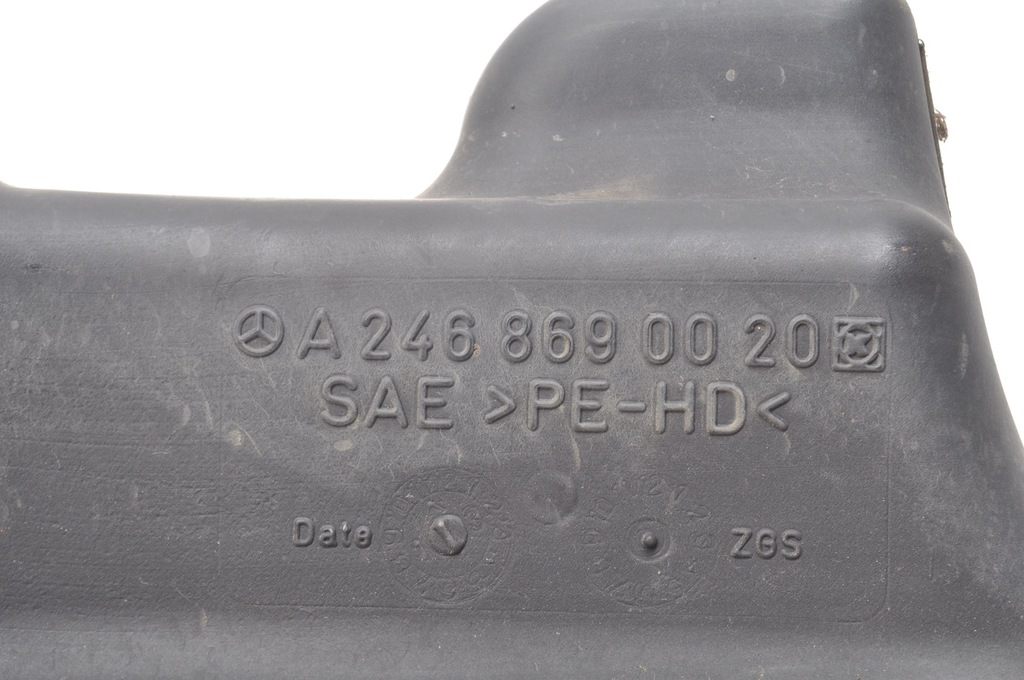 A 246 869 00 20
SAE >PE-HD<
Date ZGS